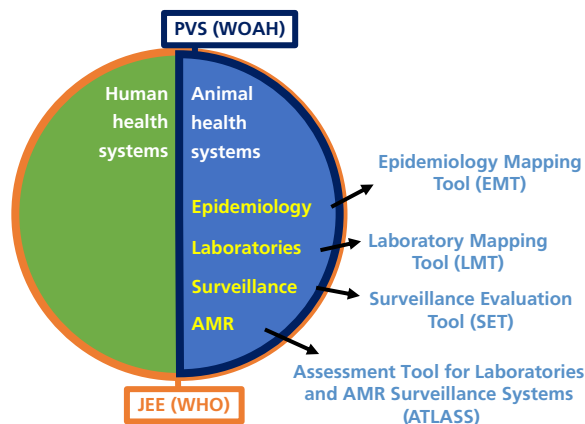 PVS (WOAH)
Human
health
systems
Animal
health
systems
Epidemiology
Laboratories
Surveillance
AMR
Epidemiology Mapping
Tool (EMT)
Laboratory Mapping
Tool (LMT)
Surveillance Evaluation
Tool (SET)
Assessment Tool for Laboratories
and AMR Surveillance Systems
(ATLASS)
JEE (WHO)